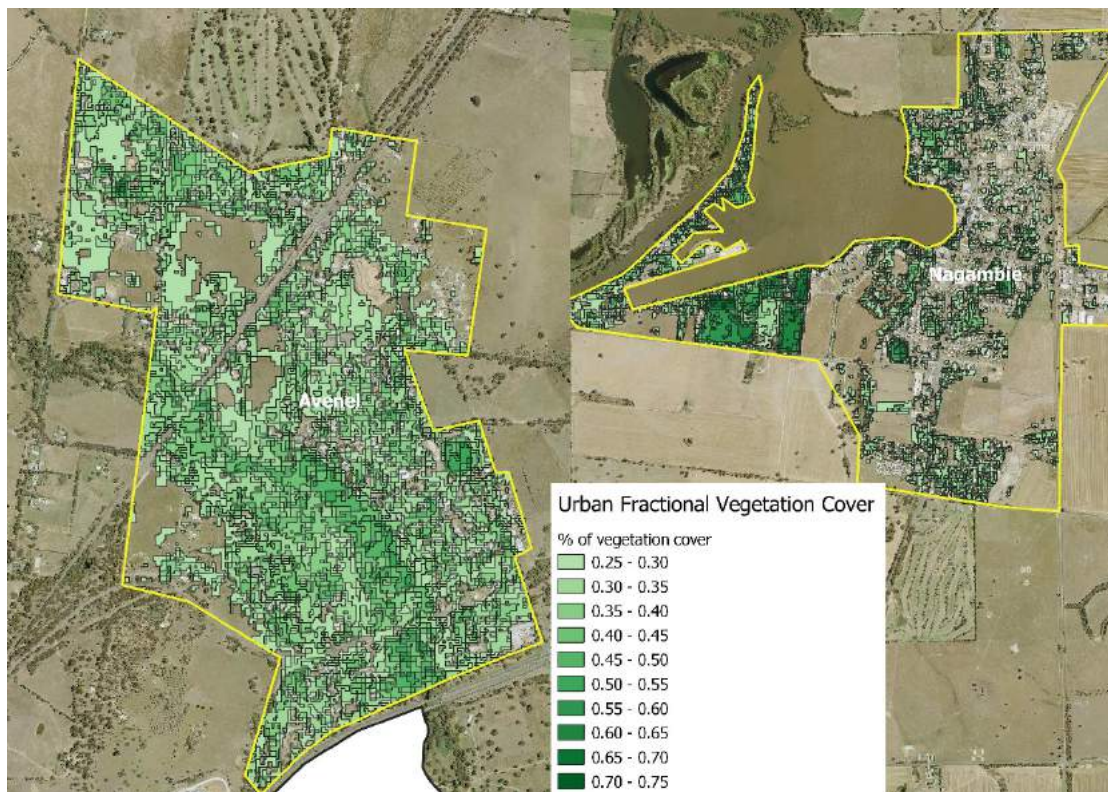 Avenel
Nagambie
Urban Fractional Vegetation Cover
% of vegetation cover
0.25 - 0.30
0.30 - 0.35
0.35 - 0.40
0.40 - 0.45
0.45 - 0.50
0.50 - 0.55
0.55 - 0.60
0.60 - 0.65
0.65 - 0.70
0.70 - 0.75